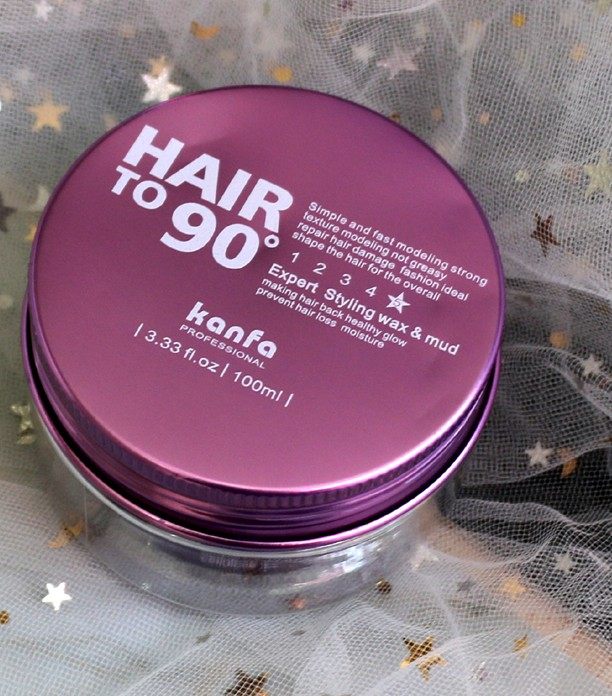 HAIR
TO 90°
Simple and fast modeling strong
texture modeling not greasy
repair hair damage fashion ideal
shape the hair for the overall
1 2 3 4 5
Expert Styling wax & mud
making hair back healthy glow
prevent hair loss moisture
kanfa
PROFESSIONAL
| 3.33 fl.oz | 100ml |